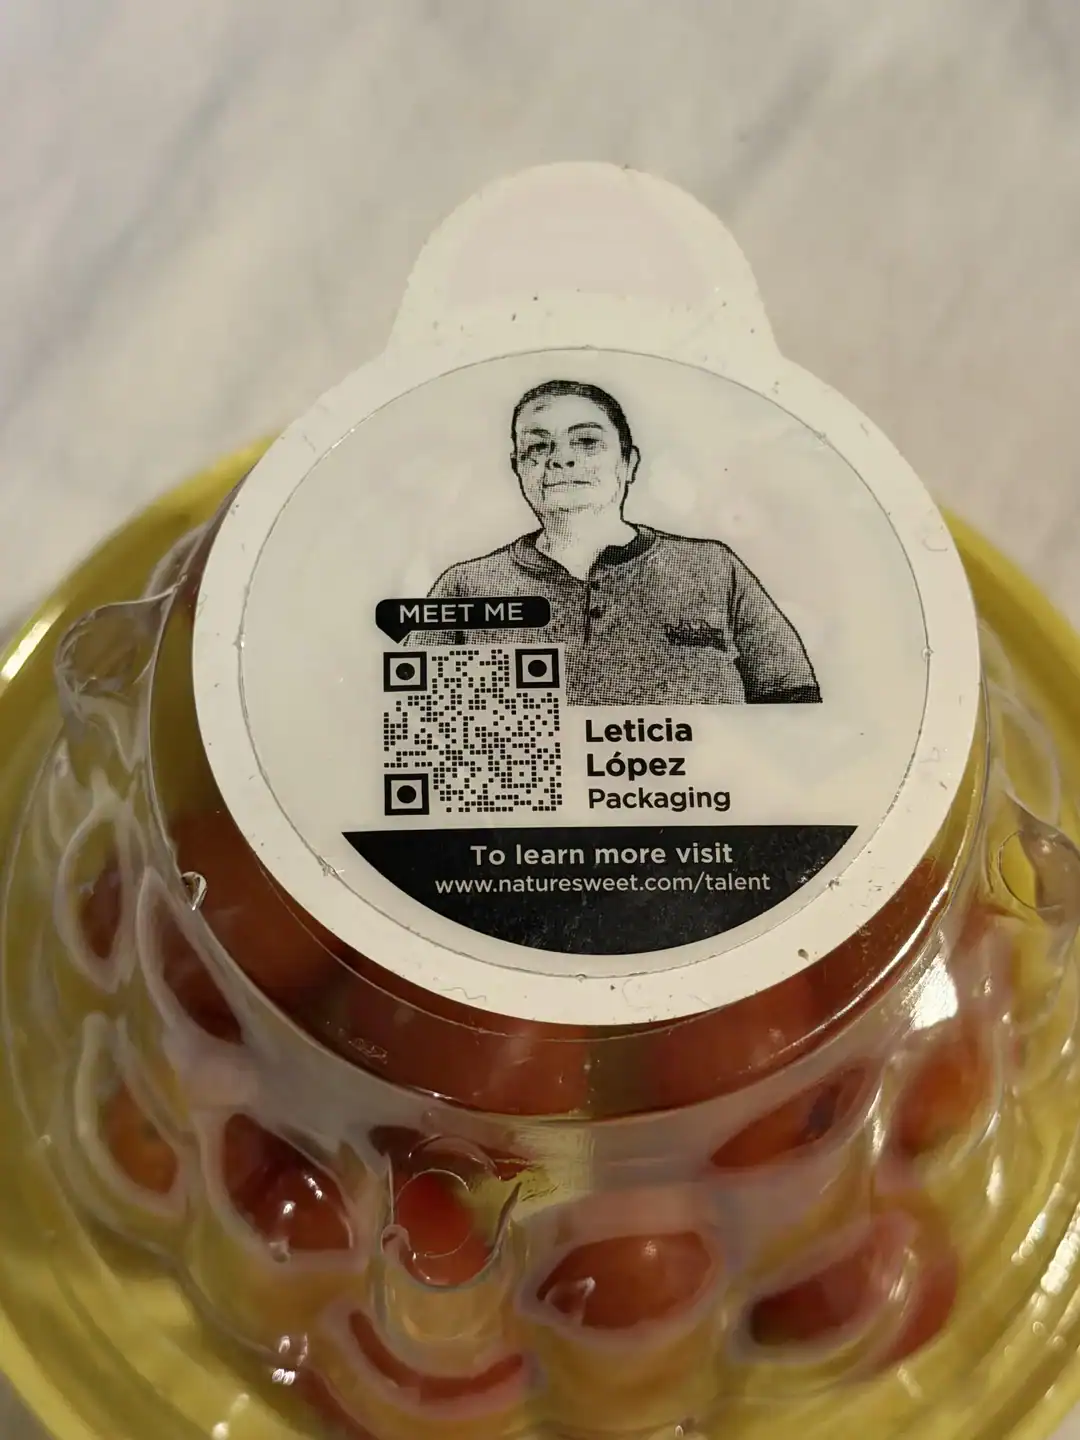 MEET ME
Leticia
López
Packaging
To learn more visit
www.naturesweet.com/talent